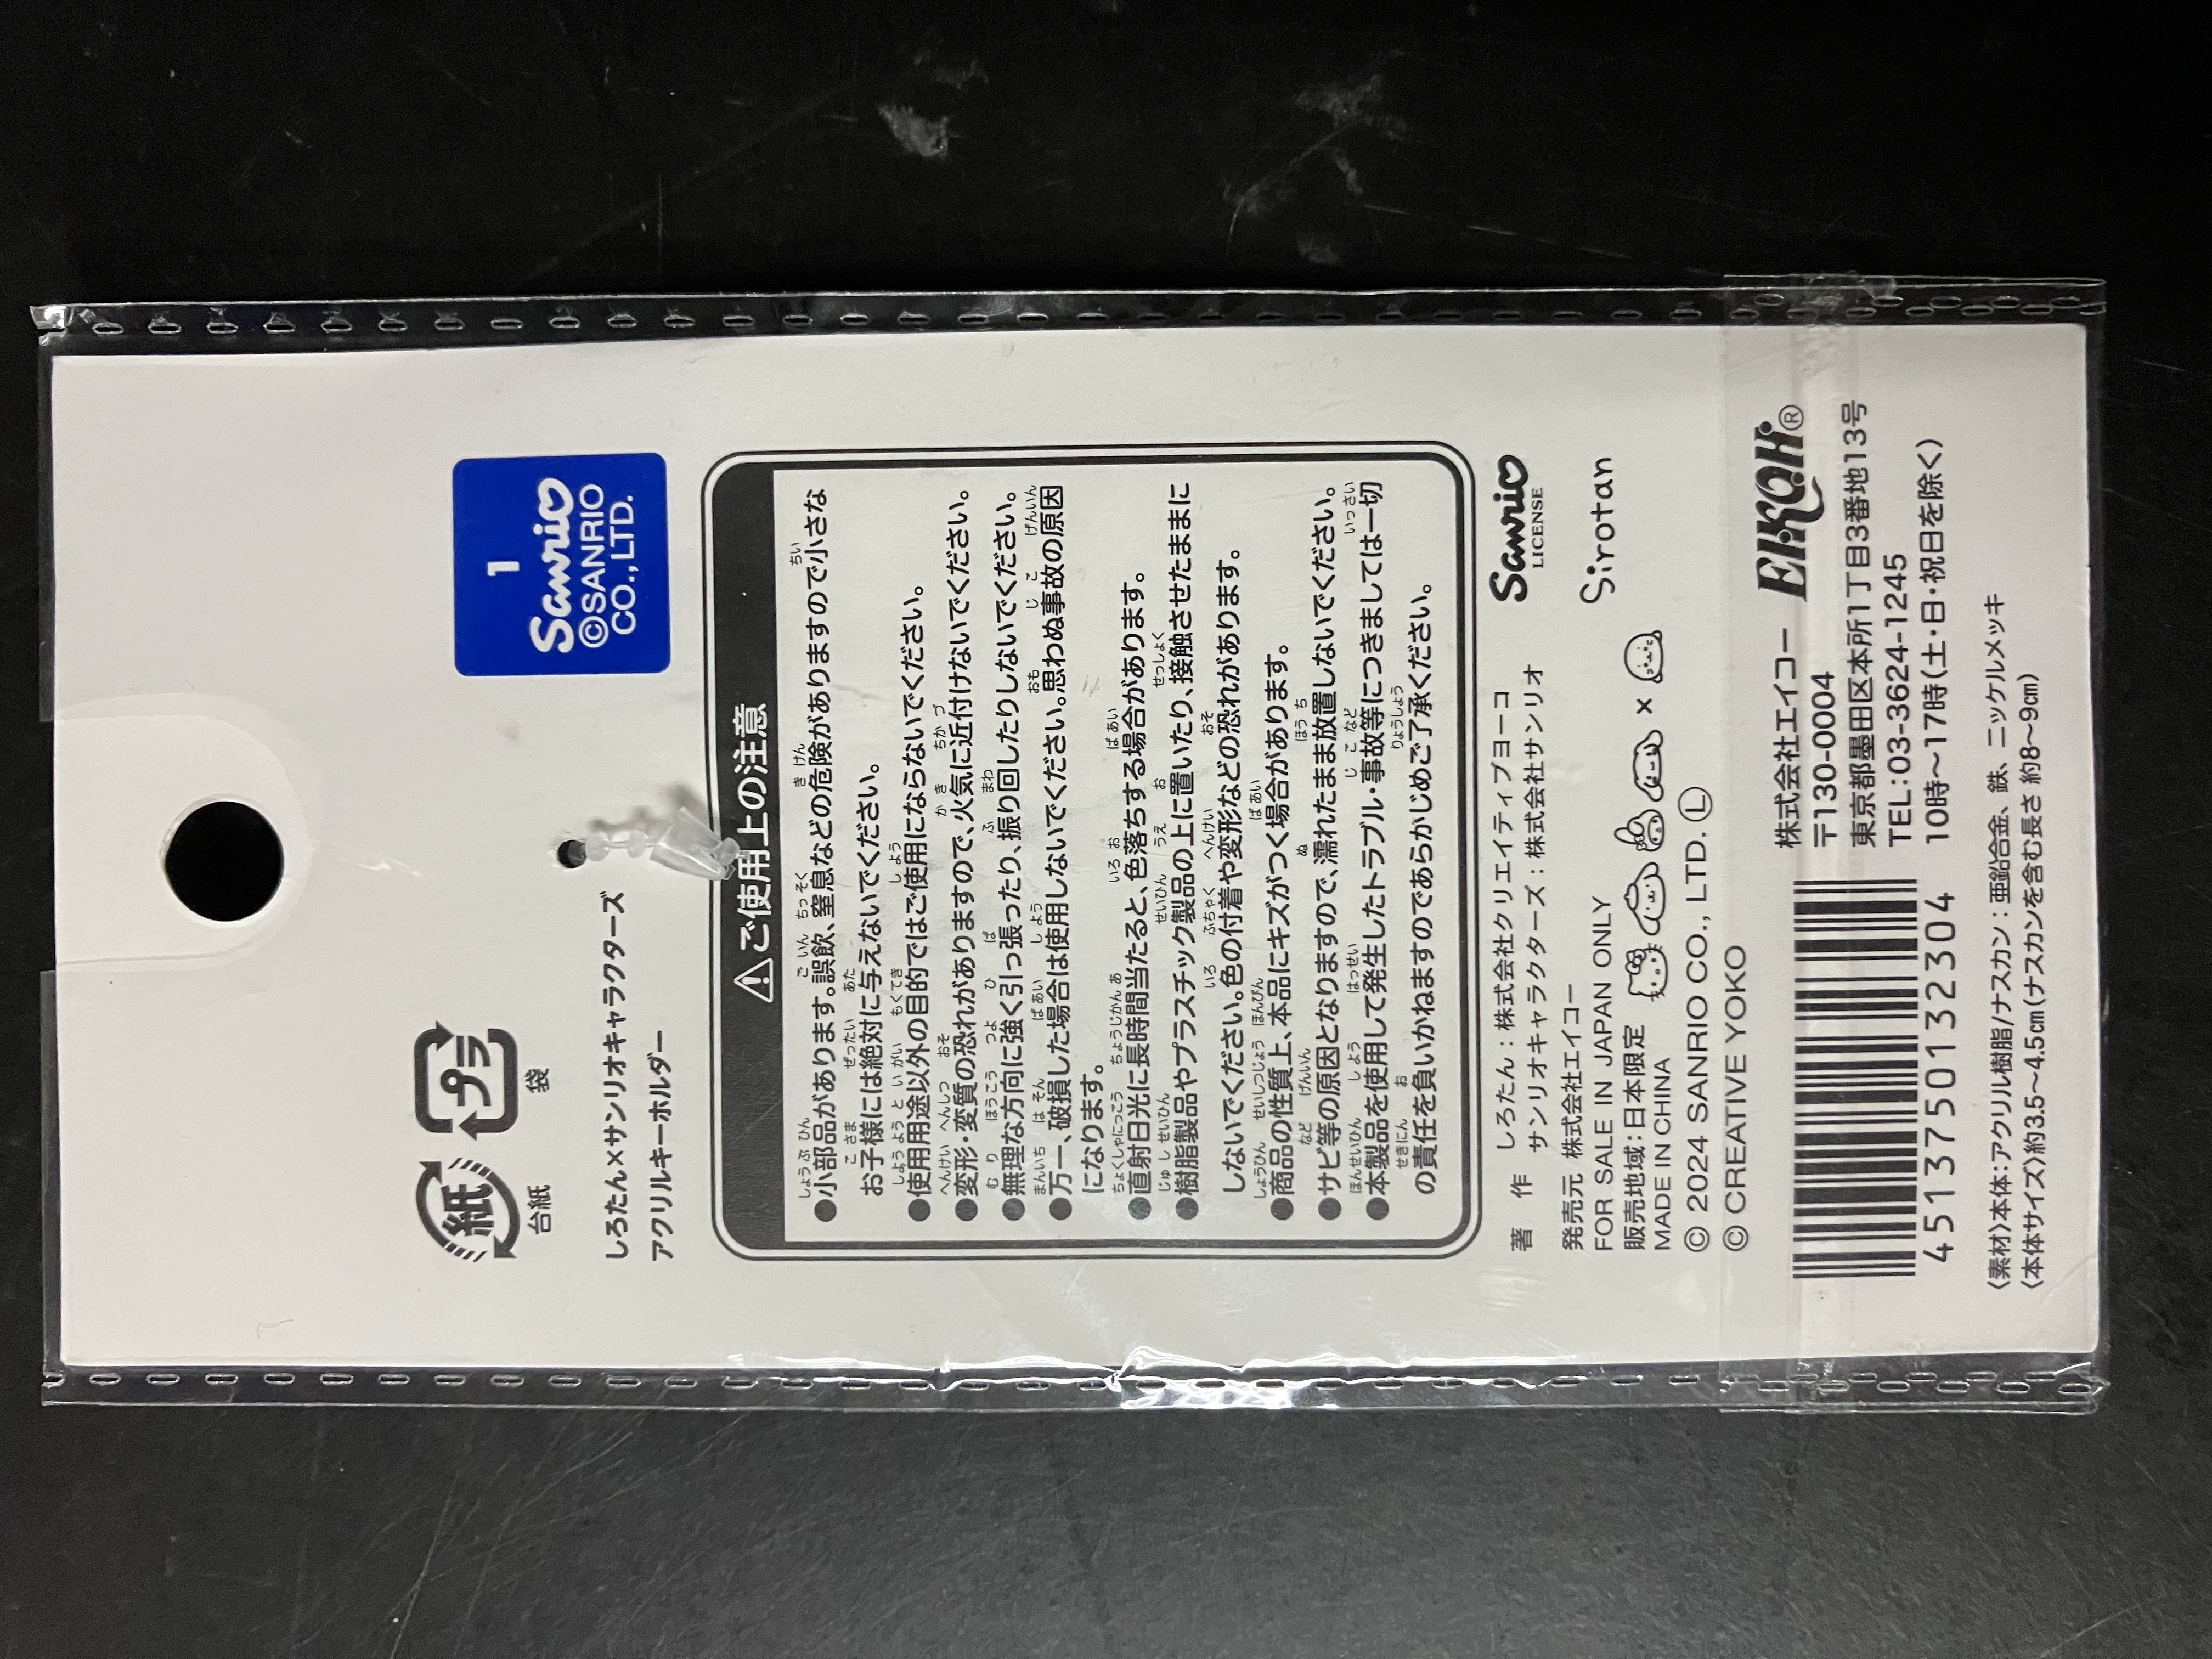 紙
台紙
プラ
袋
1
Sanrio
©SANRIO
CO.,LTD.
しろたん×サンリオキャラクターズ
アクリルキーホルダー
ご使用上の注意
●小部品があります。誤飲、窒息などの危険がありますので小さな
お子様には絶対に与えないでください。
●使用用途以外の目的ではご使用にならないでください。
●変形・変質の恐れがありますので、火気に近付けないでください。
●無理な方向に強く引っ張ったり、振り回したりしないでください。
●万一、破損した場合は使用しないでください。思わぬ事故の原因
になります。
●直射日光に長時間当たると、色落ちする場合があります。
●樹脂製品やプラスチック製品の上に置いたり、接触させたままに
しないでください。色の付着や変形などの恐れがあります。
●商品の性質上、本品にキズがつく場合があります。
●サビ等の原因となりますので、濡れたまま放置しないでください。
●本製品を使用して発生したトラブル・事故等につきましては一切
の責任を負いかねますのであらかじめご了承ください。
著 作 しろたん：株式会社クリエイティブヨーコ
サンリオキャラクターズ：株式会社サンリオ
発売元 株式会社エイコー
FOR SALE IN JAPAN ONLY
販売地域：日本限定
MADE IN CHINA
© 2024 SANRIO CO., LTD. Ⓛ
© CREATIVE YOKO
Sanrio
LICENSE
Sirotan
×
株式会社エイコー EIKOH®
〒130-0004
東京都墨田区本所1丁目3番地13号
TEL：03-3624-1245
10時〜17時(土・日・祝日を除く)
4513750132304
〈素材〉本体：アクリル樹脂/ナスカン：亜鉛合金、鉄、ニッケルメッキ
〈本体サイズ〉約3.5〜4.5cm(ナスカンを含む長さ 約8〜9cm)